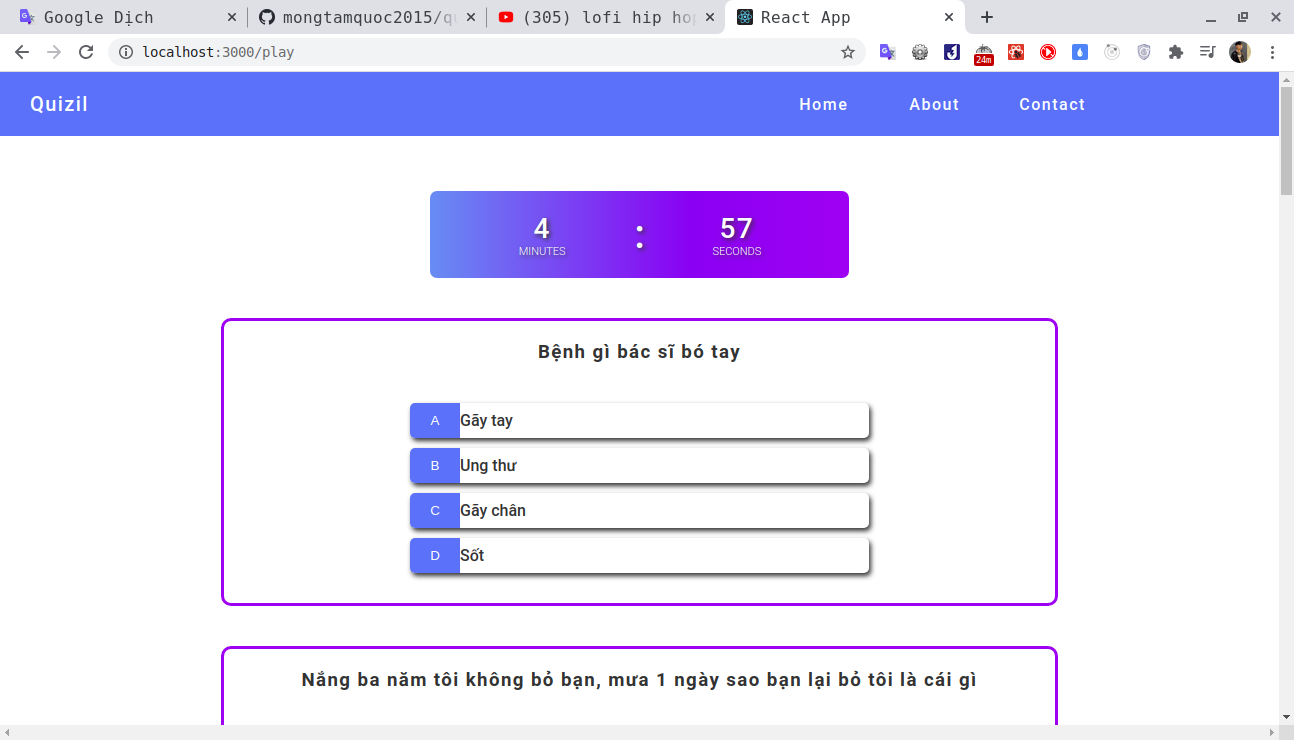 Google Dịch
mongtamquoc2015/qu
(305) lofi hip hop
React App
localhost:3000/play
24m
Quizil
Home
About
Contact
4
:
57
MINUTES
SECONDS
Bệnh gì bác sĩ bó tay
A
Gãy tay
B
Ung thư
C
Gãy chân
D
Sốt
Nắng ba năm tôi không bỏ bạn, mưa 1 ngày sao bạn lại bỏ tôi là cái gì